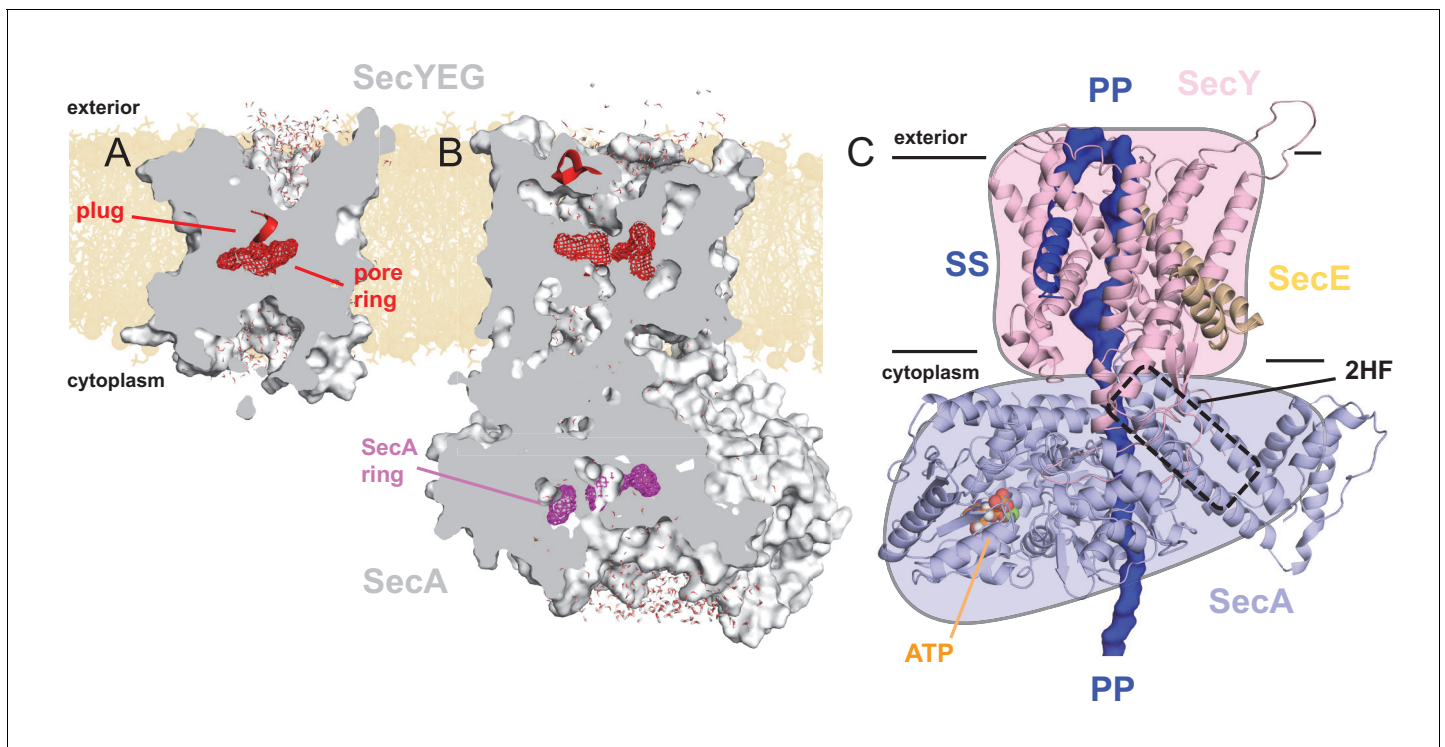 SecYEG
exterior
A
B
plug
pore
ring
cytoplasm
SecA
ring
SecA
PP
SecY
C
exterior
SS
SecE
cytoplasm
2HF
SecA
ATP
PP